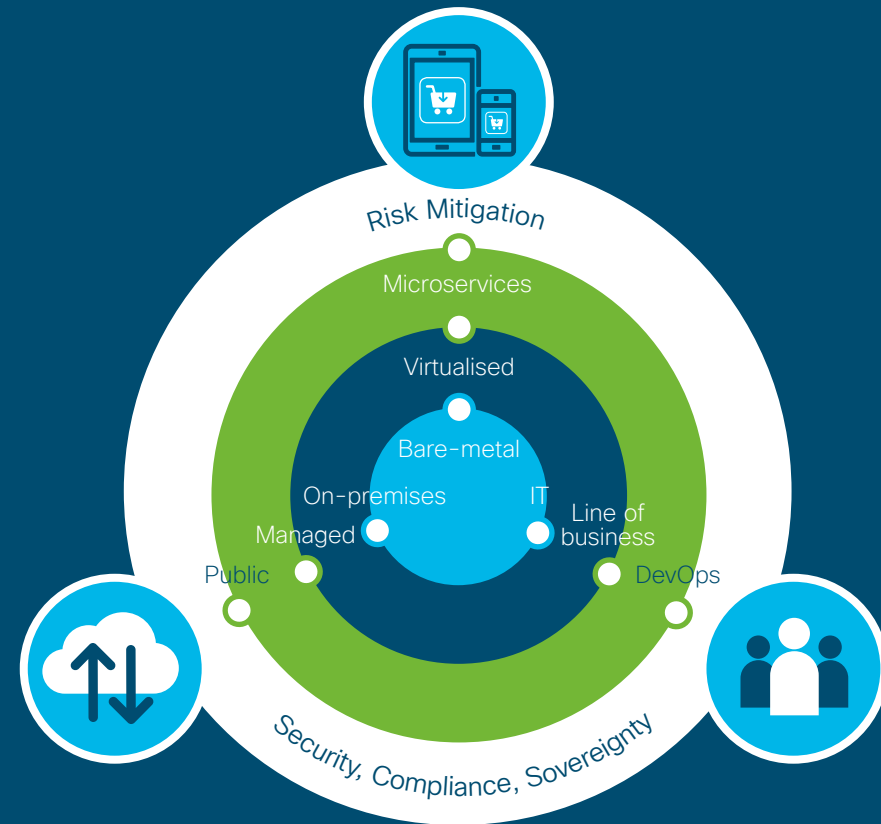 Risk Mitigation
Microservices
Virtualised
Bare-metal
On-premises
IT
Managed
Line of
business
Public
DevOps
Security, Compliance, Sovereignty